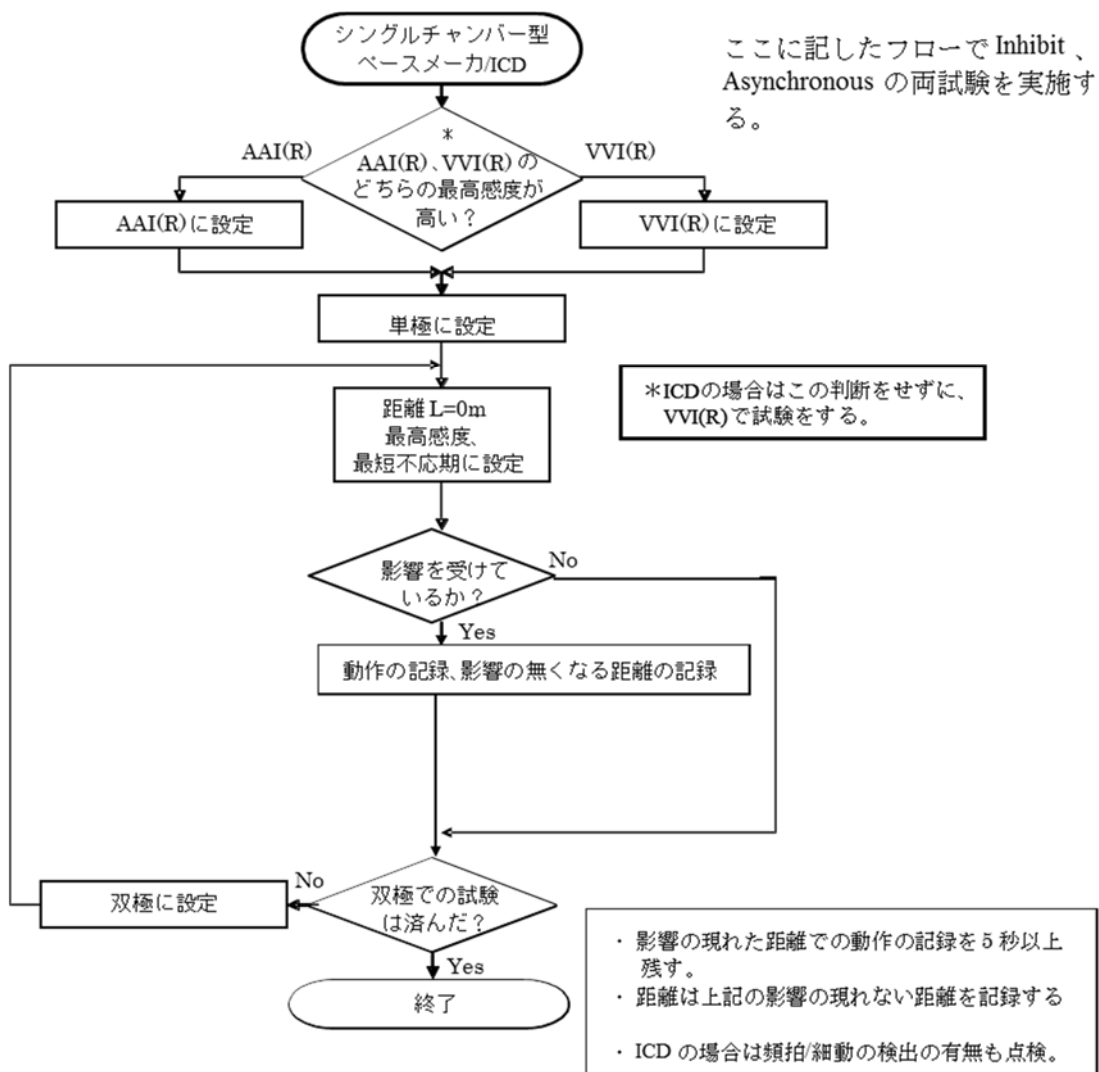 シングルチャンバー型
ペースメーカ/ICD
ここに記したフローで Inhibit 、
Asynchronous の両試験を実施す
る。
＊
AAI(R)
AAI(R)、VVI(R) の
どちらの最高感度が
高い？
VVI(R)
AAI(R) に設定
VVI(R) に設定
単極に設定
＊ICDの場合はこの判断をせずに、
VVI(R) で試験をする。
距離 L=0m
最高感度、
最短不応期に設定
影響を受けて
いるか？
No
Yes
動作の記録、影響の無くなる距離の記録
双極に設定
No
双極での試験
は済んだ？
Yes
終了
・ 影響の現れた距離での動作の記録を 5 秒以上
残す。
・ 距離は上記の影響の現れない距離を記録する
・ ICD の場合は頻拍/細動の検出の有無も点検。